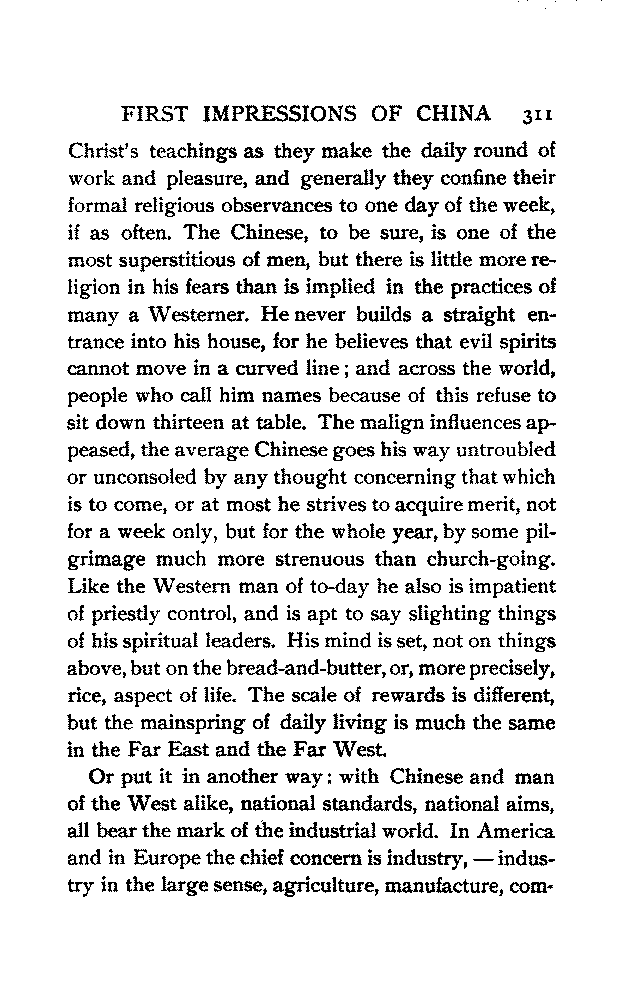 FIRST IMPRESSIONS OF CHINA 311
Christ's teachings as they make the daily round of
work and pleasure, and generally they confine their
formal religious observances to one day of the week,
if as often. The Chinese, to be sure, is one of the
most superstitious of men, but there is little more re-
ligion in his fears than is implied in the practices of
many a Westerner. He never builds a straight en-
trance into his house, for he believes that evil spirits
cannot move in a curved line; and across the world,
people who call him names because of this refuse to
sit down thirteen at table. The malign influences ap-
peased, the average Chinese goes his way untroubled
or unconsoled by any thought concerning that which
is to come, or at most he strives to acquire merit, not
for a week only, but for the whole year, by some pil-
grimage much more strenuous than church-going.
Like the Western man of to-day he also is impatient
of priestly control, and is apt to say slighting things
of his spiritual leaders. His mind is set, not on things
above, but on the bread-and-butter, or, more precisely,
rice, aspect of life. The scale of rewards is different,
but the mainspring of daily living is much the same
in the Far East and the Far West.
Or put it in another way: with Chinese and man
of the West alike, national standards, national aims,
all bear the mark of the industrial world. In America
and in Europe the chief concern is industry, — indus-
try in the large sense, agriculture, manufacture, com-